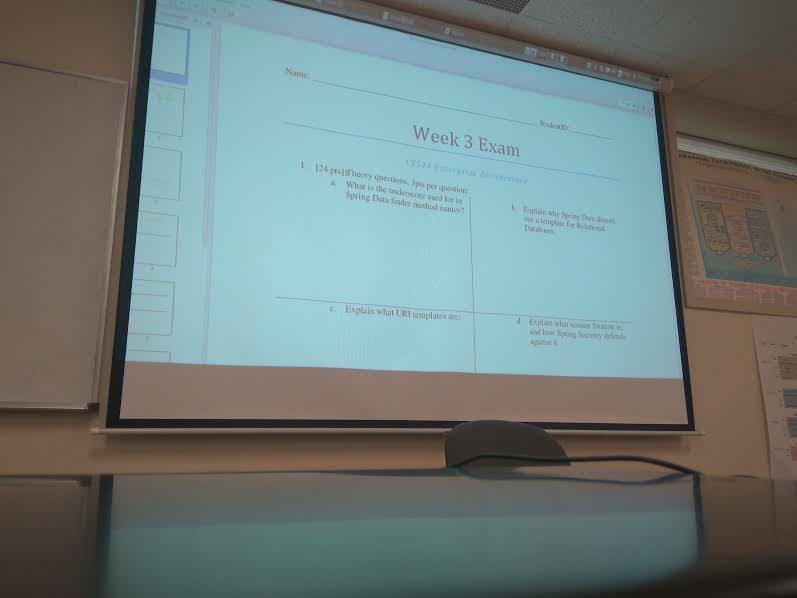 Name:
StudentID:
Week 3 Exam
CS544 Enterprise Architecture
1 [24 pts] Theory questions, 3pts per question:
a. What is the underscore used for in
Spring Data finder method names?
b. Explain why Spring Data doesn't
use a template for Relational
Databases:
c. Explain what URI templates are:
d. Explain what session fixation is,
and how Spring Security defends
against it.